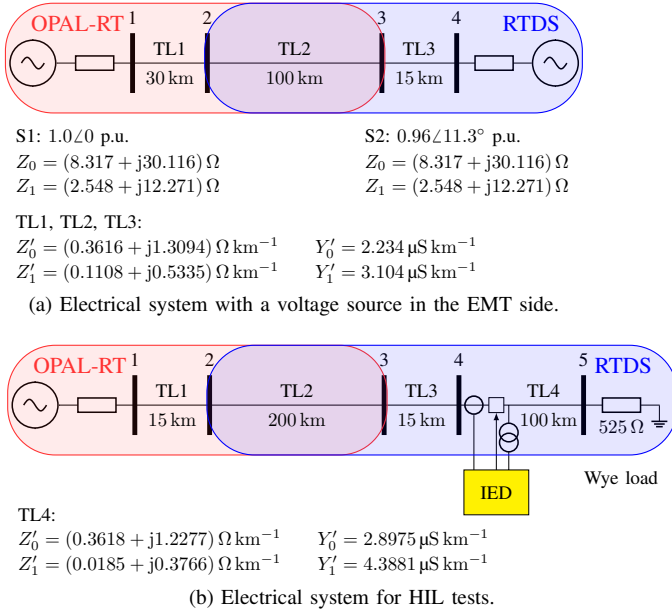 OPAL-RT RTDS
1 2 3 4
TL1 TL2 TL3
30 km 100 km 15 km
S1: 1.0∠0 p.u. S2: 0.96∠11.3° p.u.
Z₀ = (8.317 + j30.116) Ω Z₀ = (8.317 + j30.116) Ω
Z₁ = (2.548 + j12.271) Ω Z₁ = (2.548 + j12.271) Ω
TL1, TL2, TL3:
Z′₀ = (0.3616 + j1.3094) Ω km⁻¹ Y′₀ = 2.234 µS km⁻¹
Z′₁ = (0.1108 + j0.5335) Ω km⁻¹ Y′₁ = 3.104 µS km⁻¹
(a) Electrical system with a voltage source in the EMT side.
OPAL-RT RTDS
1 2 3 4 5
TL1 TL2 TL3 TL4
15 km 200 km 15 km 100 km 525 Ω
IED Wye load
TL4:
Z′₀ = (0.3618 + j1.2277) Ω km⁻¹ Y′₀ = 2.8975 µS km⁻¹
Z′₁ = (0.0185 + j0.3766) Ω km⁻¹ Y′₁ = 4.3881 µS km⁻¹
(b) Electrical system for HIL tests.